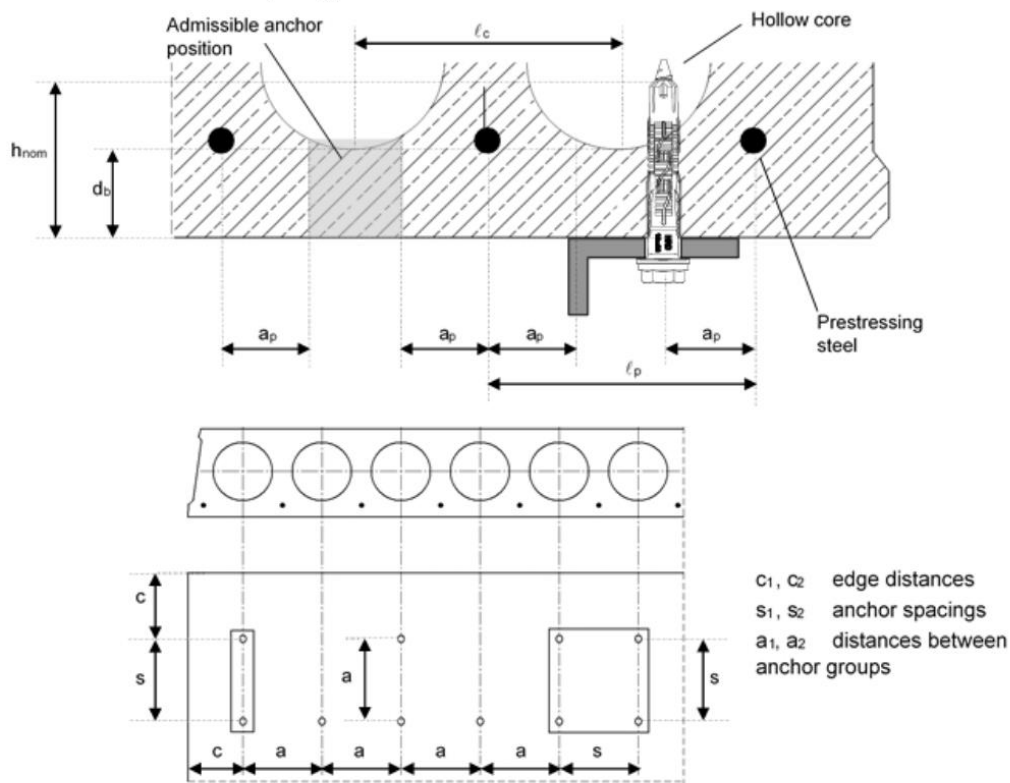 Admissible anchor
position
ℓc
Hollow core
hnom
db
ap
ap
ap
ap
ℓp
Prestressing
steel
c
s
a
s
c
a
a
a
a
s
c1, c2 edge distances
s1, s2 anchor spacings
a1, a2 distances between
anchor groups